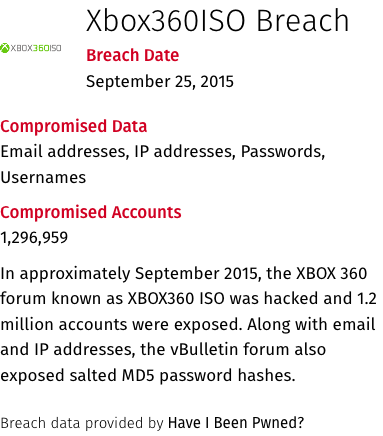 Xbox360ISO Breach
XBOX360ISO
Breach Date
September 25, 2015
Compromised Data
Email addresses, IP addresses, Passwords,
Usernames
Compromised Accounts
1,296,959
In approximately September 2015, the XBOX 360
forum known as XBOX360 ISO was hacked and 1.2
million accounts were exposed. Along with email
and IP addresses, the vBulletin forum also
exposed salted MD5 password hashes.
Breach data provided by Have I Been Pwned?